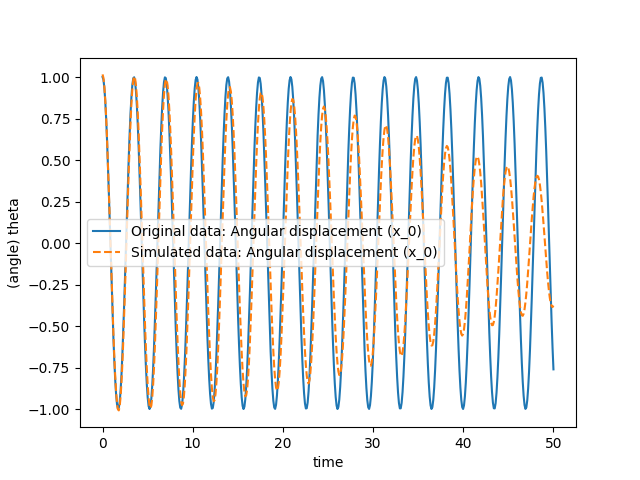 1.00
0.75
0.50
0.25
0.00
−0.25
−0.50
−0.75
−1.00
(angle) theta
Original data: Angular displacement (x_0)
Simulated data: Angular displacement (x_0)
0 10 20 30 40 50
time